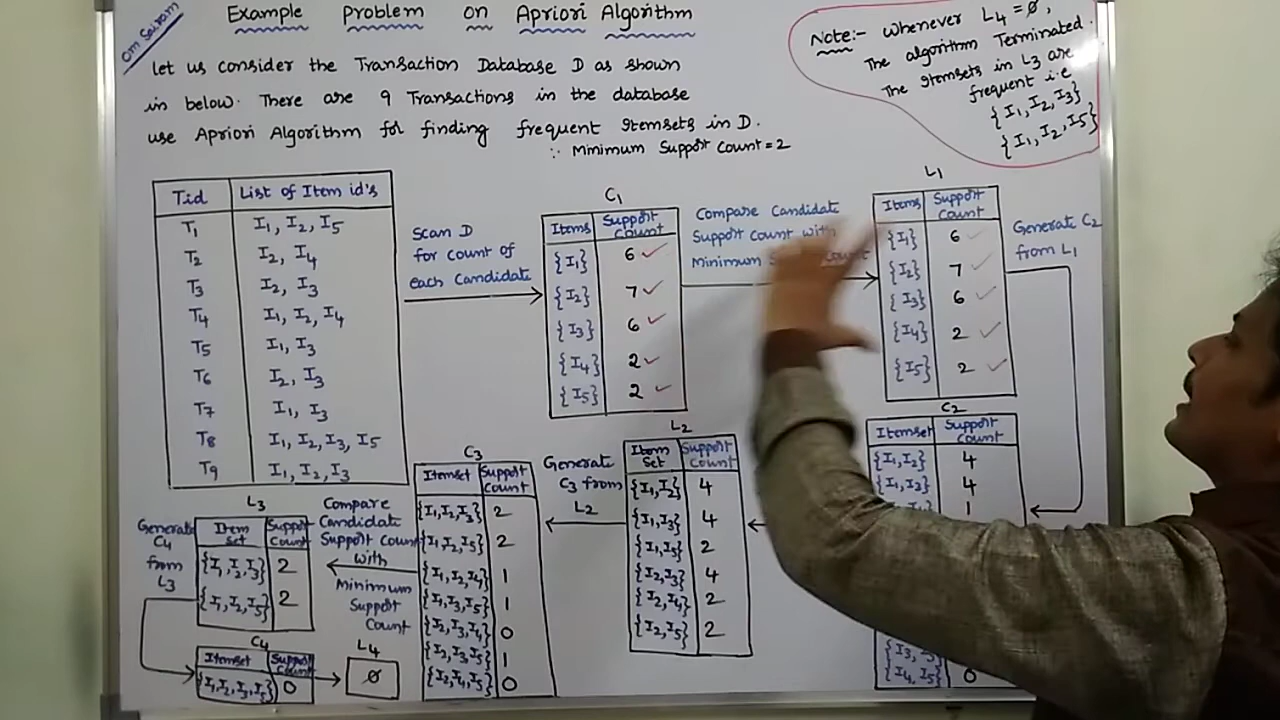 Om Sairam
Example Problem on Apriori Algorithm
Let us consider the Transaction Database D as shown
in below. There are 9 Transactions in the database
use Apriori Algorithm for finding frequent Itemsets in D.
∴ Minimum Support Count = 2
Note:- Whenever L4 = ∅,
The algorithm Terminated.
The Itemsets in L3 are
frequent i.e
{I1, I2, I3}
{I1, I2, I5}
Tid List of Item id's
T1 I1, I2, I5
T2 I2, I4
T3 I2, I3
T4 I1, I2, I4
T5 I1, I3
T6 I2, I3
T7 I1, I3
T8 I1, I2, I3, I5
T9 I1, I2, I3
Scan D
for count of
each Candidate
C1
Items Support Count
{I1} 6 ✓
{I2} 7 ✓
{I3} 6 ✓
{I4} 2 ✓
{I5} 2 ✓
Compare Candidate
Support Count with
Minimum
L1
Items Support Count
{I1} 6 ✓
{I2} 7 ✓
{I3} 6 ✓
{I4} 2 ✓
{I5} 2 ✓
Generate C2
from L1
C2
Itemset Support Count
{I1, I2} 4
4
1
{I4, I5} 0
L2
Item Set Support Count
{I1, I2} 4
{I1, I3} 4
{I1, I5} 2
{I2, I3} 4
{I2, I4} 2
{I2, I5} 2
Generate
C3 from
L2
C3
Itemset Support Count
{I1, I2, I3} 2
{I1, I2, I5} 2
{I1, I2, I4} 1
{I1, I3, I5} 1
{I2, I3, I4} 0
{I2, I3, I5} 1
{I2, I4, I5} 0
Compare
Candidate
Support Count
with
Minimum
Support
Count
L3
Item set Support Count
{I1, I2, I3} 2
{I1, I2, I5} 2
Generate
C4
from
L3
C4
Itemset Support Count
{I1, I2, I3, I5} 0
L4
∅